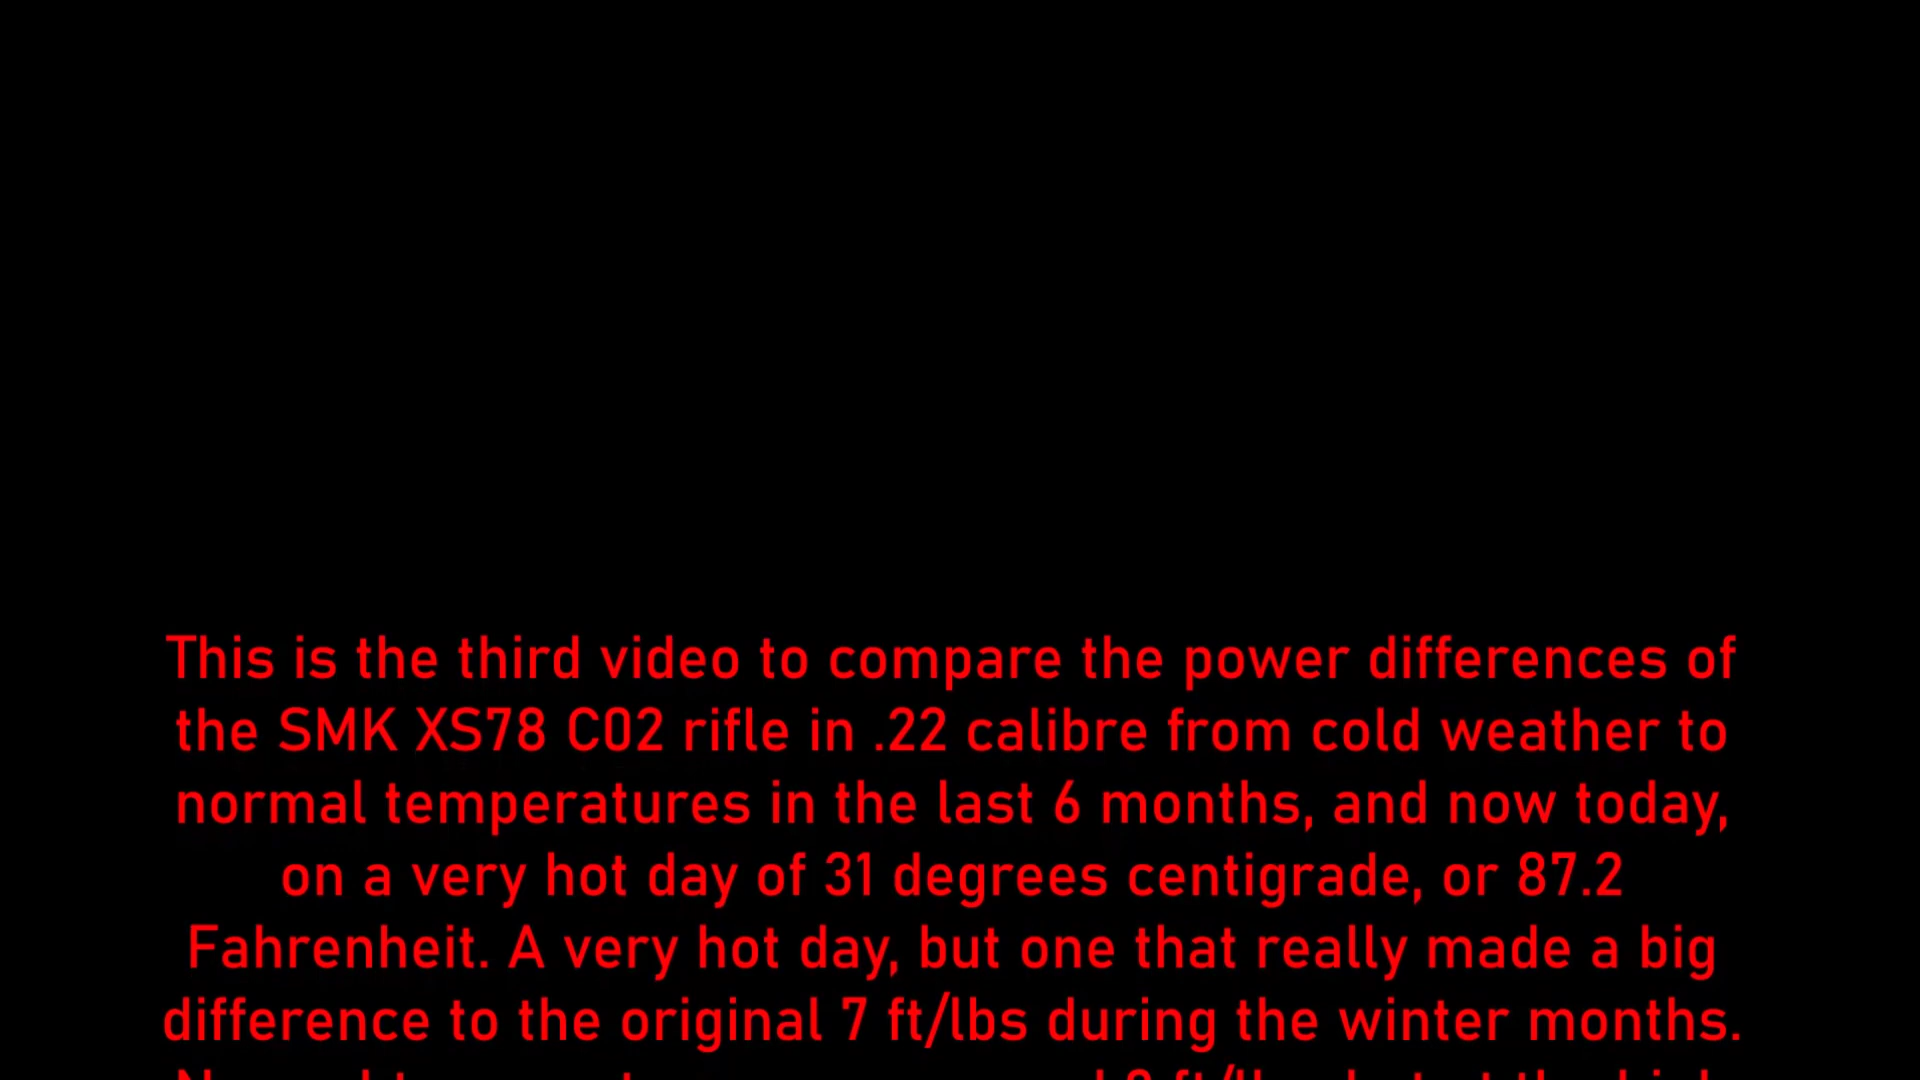 This is the third video to compare the power differences of
the SMK XS78 C02 rifle in .22 calibre from cold weather to
normal temperatures in the last 6 months, and now today,
on a very hot day of 31 degrees centigrade, or 87.2
Fahrenheit. A very hot day, but one that really made a big
difference to the original 7 ft/lbs during the winter months.